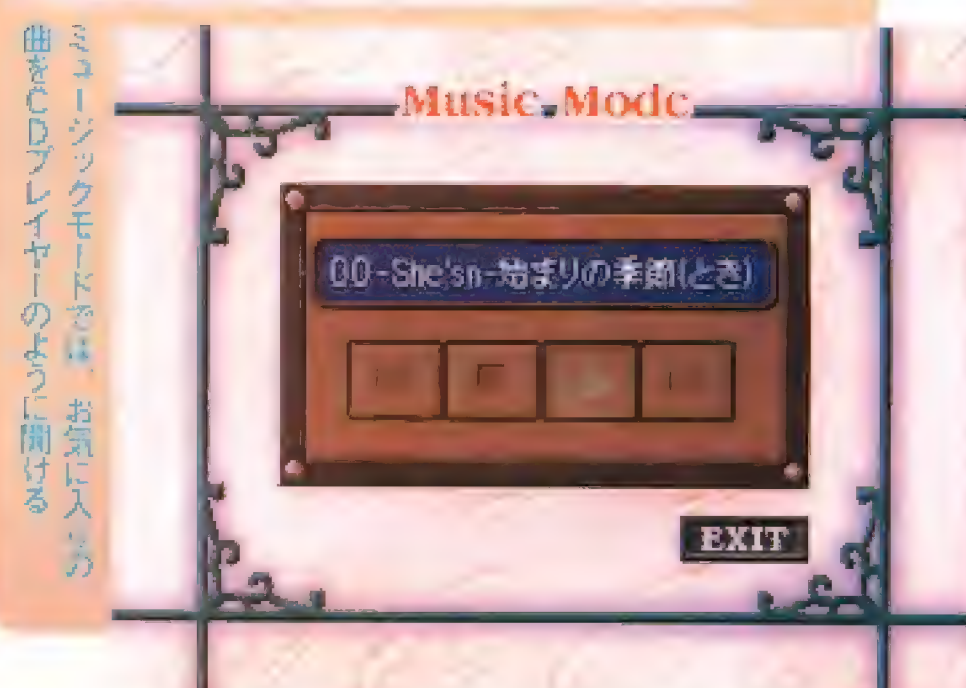 ミュージックモードでは、お気に入りの
曲をCDプレイヤーのように聞ける
Music Mode
00-She'sn-始まりの季節(とき)
EXIT